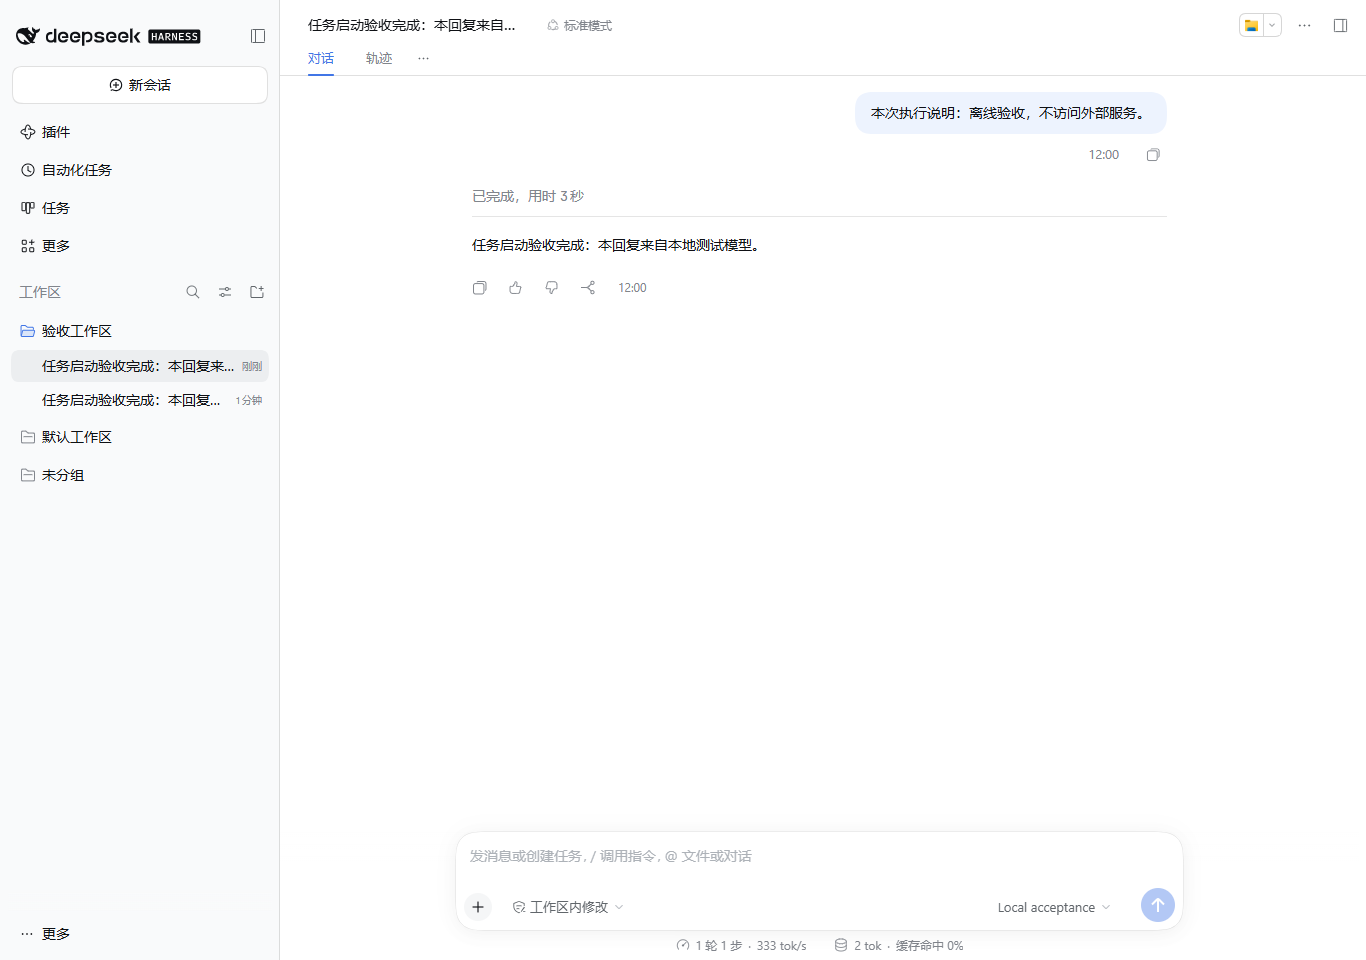 deepseek HARNESS
新会话
插件
自动化任务
任务
更多
工作区
验收工作区
任务启动验收完成：本回复来... 刚刚
任务启动验收完成：本回复... 1分钟
默认工作区
未分组
... 更多
任务启动验收完成：本回复来自... 标准模式
对话 轨迹 ...
本次执行说明：离线验收，不访问外部服务。
12:00
已完成，用时 3 秒
任务启动验收完成：本回复来自本地测试模型。
12:00
发消息或创建任务, / 调用指令, @ 文件或对话
工作区内修改 Local acceptance
1 轮 1 步 · 333 tok/s 2 tok · 缓存命中 0%